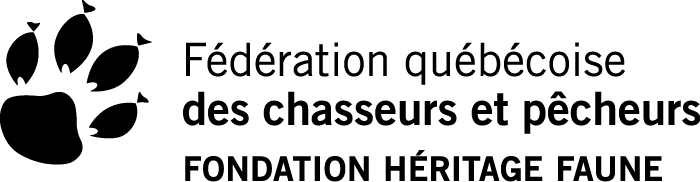 Fédération québécoise
des chasseurs et pêcheurs
FONDATION HÉRITAGE FAUNE